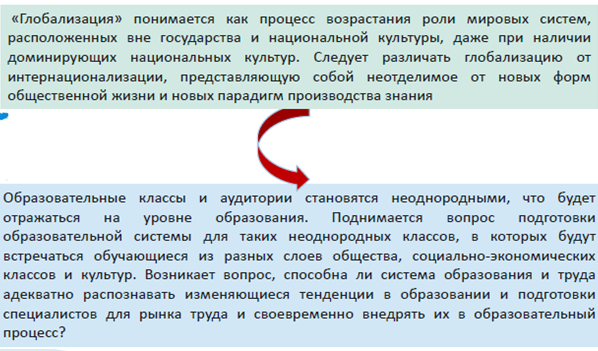 «Глобализация» понимается как процесс возрастания роли мировых систем,
расположенных вне государства и национальной культуры, даже при наличии
доминирующих национальных культур. Следует различать глобализацию от
интернационализации, представляющую собой неотделимое от новых форм
общественной жизни и новых парадигм производства знания
Образовательные классы и аудитории становятся неоднородными, что будет
отражаться на уровне образования. Поднимается вопрос подготовки
образовательной системы для таких неоднородных классов, в которых будут
встречаться обучающиеся из разных слоев общества, социально-экономических
классов и культур. Возникает вопрос, способна ли система образования и труда
адекватно распознавать изменяющиеся тенденции в образовании и подготовки
специалистов для рынка труда и своевременно внедрять их в образовательный
процесс?